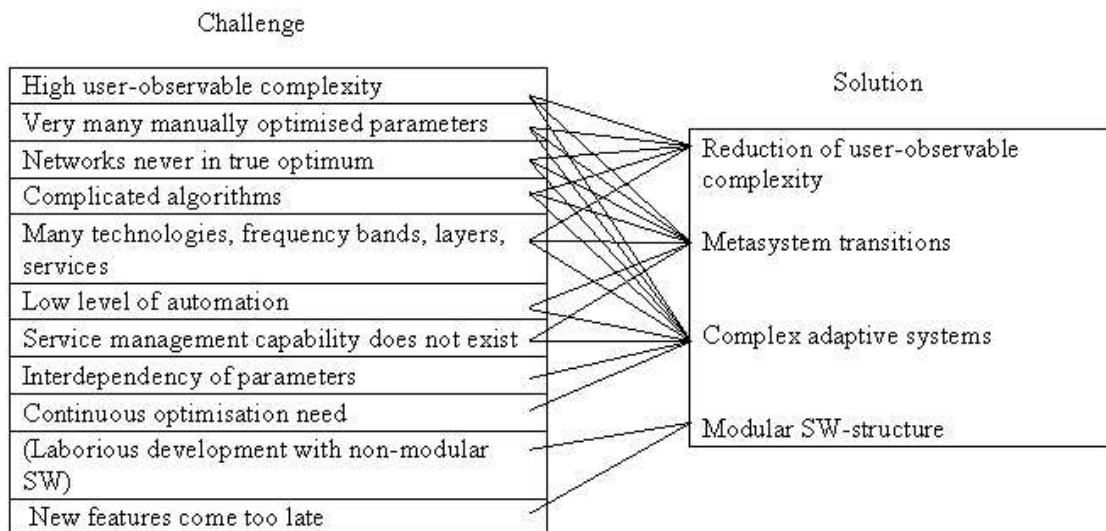 Challenge
High user-observable complexity
Very many manually optimised parameters
Networks never in true optimum
Complicated algorithms
Many technologies, frequency bands, layers,
services
Low level of automation
Service management capability does not exist
Interdependency of parameters
Continuous optimisation need
(Laborious development with non-modular
SW)
New features come too late
Solution
Reduction of user-observable
complexity
Metasystem transitions
Complex adaptive systems
Modular SW-structure